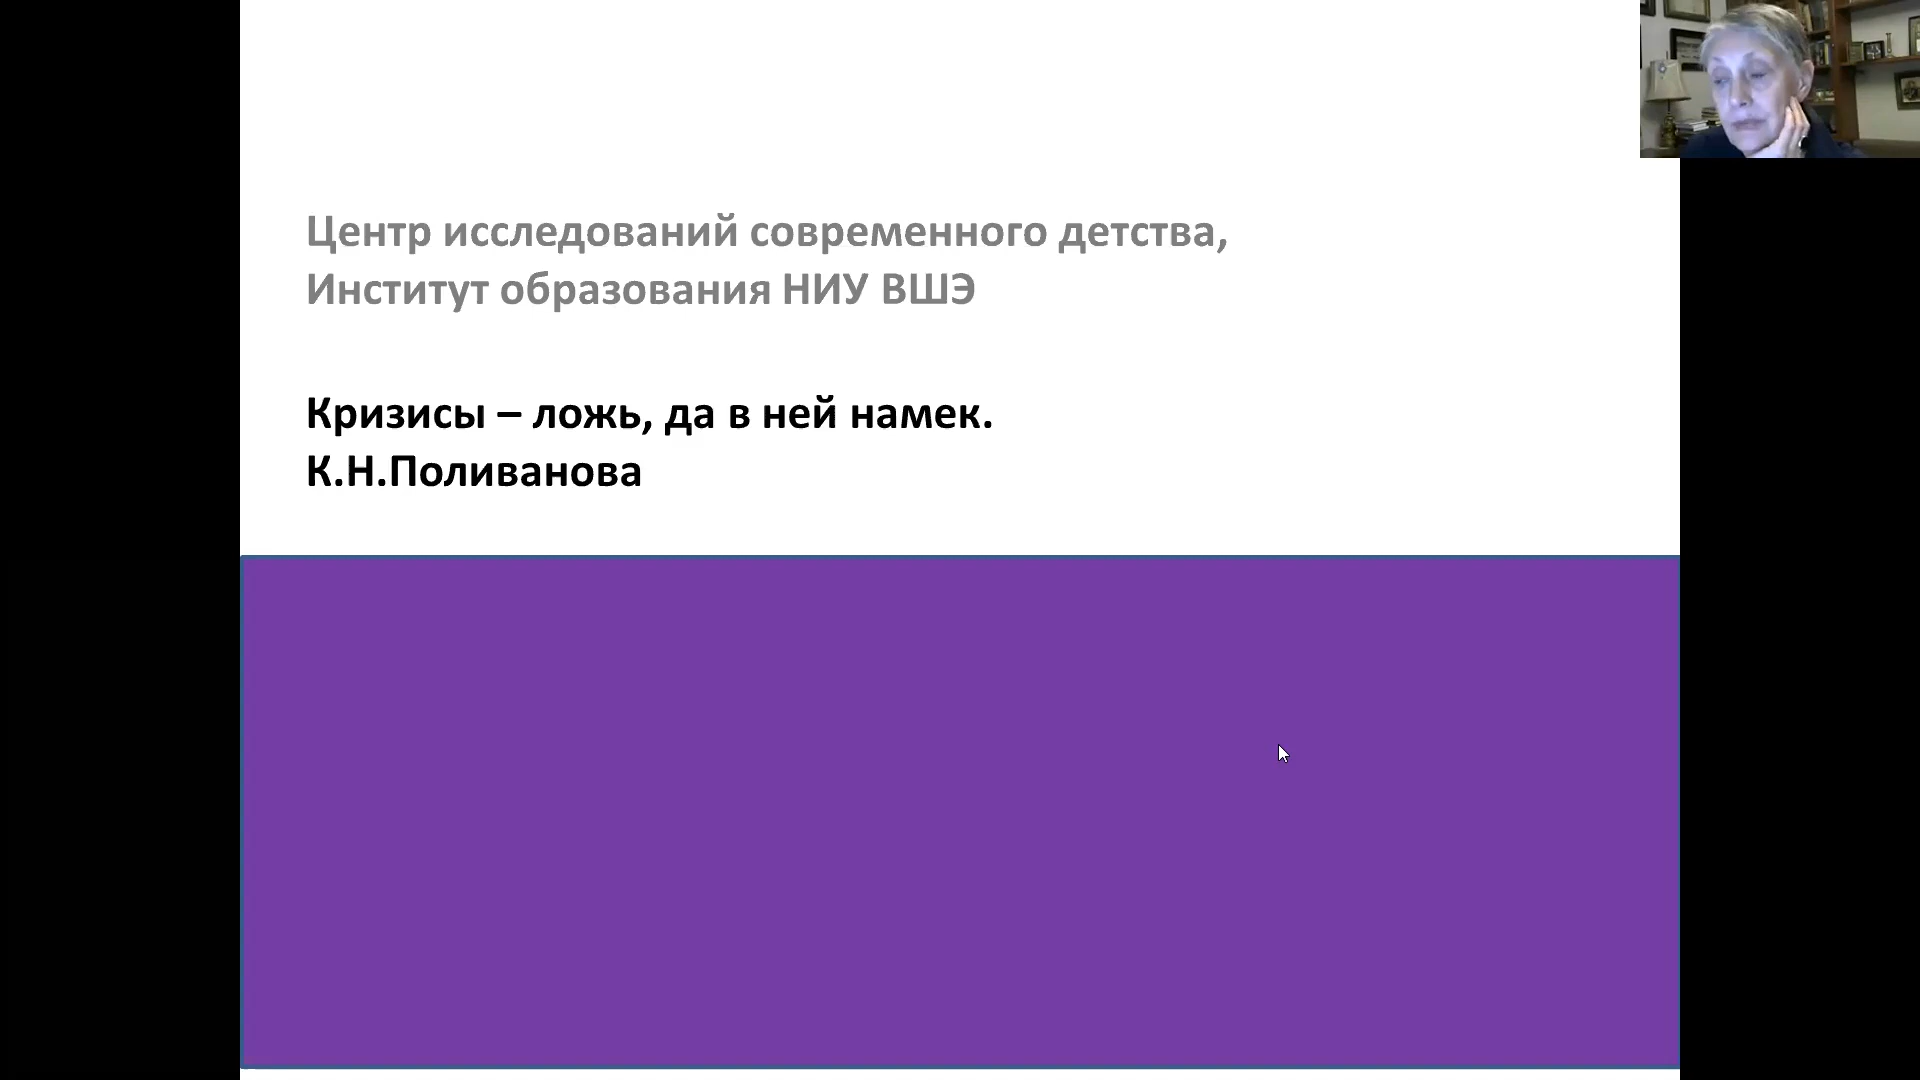 Центр исследований современного детства,
Институт образования НИУ ВШЭ
Кризисы – ложь, да в ней намек.
К.Н.Поливанова